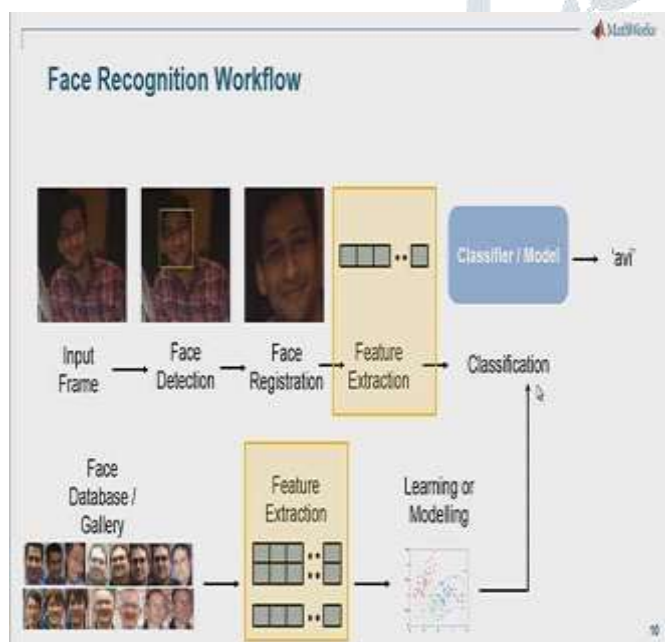 MathWorks
Face Recognition Workflow
Classifier / Model
'avi'
Input
Frame
Face
Detection
Face
Registration
Feature
Extraction
Classification
Face
Database /
Gallery
Feature
Extraction
Learning or
Modelling
10